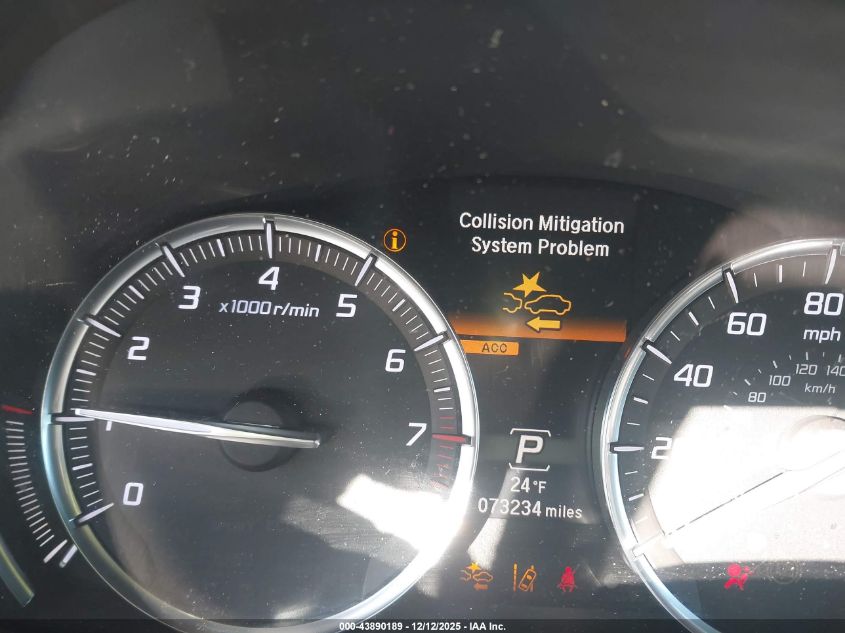 Collision Mitigation
System Problem
i
ACC
x1000 r/min
0
1
2
3
4
5
6
7
P
24°F
073234 miles
40
60
80
mph
80
100
120
140
km/h
000-43890189 - 12/12/2025 - IAA Inc.